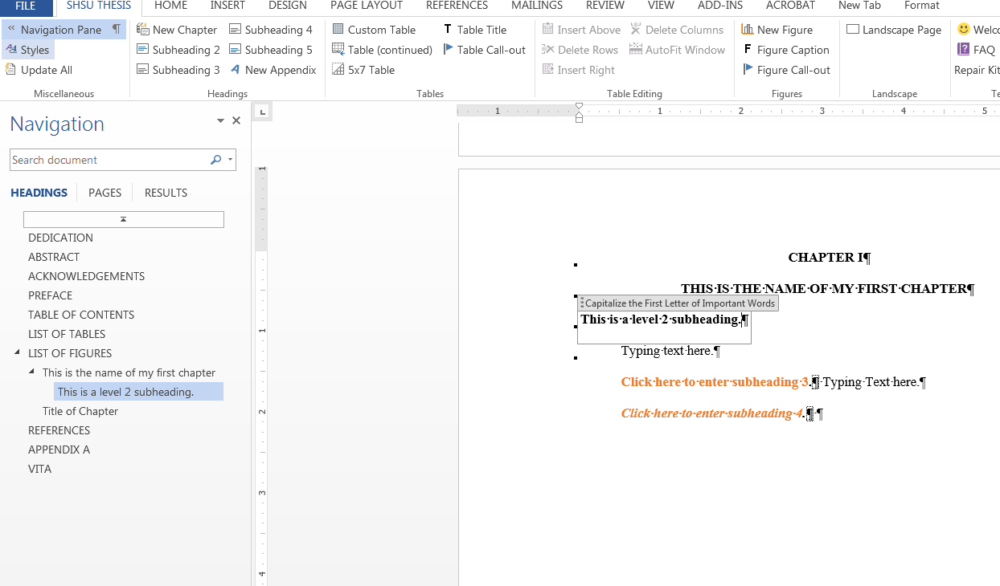 FILE SHSU THESIS HOME INSERT DESIGN PAGE LAYOUT REFERENCES MAILINGS REVIEW VIEW ADD-INS ACROBAT New Tab Format
« Navigation Pane ¶ New Chapter Subheading 4 Custom Table T Table Title Insert Above Delete Columns New Figure Landscape Page
Styles Subheading 2 Subheading 5 Table (continued) Table Call-out Delete Rows AutoFit Window F Figure Caption ? FAQ
Update All Subheading 3 A New Appendix 5x7 Table Insert Right Figure Call-out
Miscellaneous Headings Tables Table Editing Figures Landscape
Navigation
Search document
HEADINGS PAGES RESULTS
DEDICATION
ABSTRACT
ACKNOWLEDGEMENTS
PREFACE
TABLE OF CONTENTS
LIST OF TABLES
LIST OF FIGURES
This is the name of my first chapter
This is a level 2 subheading.
Title of Chapter
REFERENCES
APPENDIX A
VITA
1 1 2 3 4 5
1
1
2
3
4
CHAPTER I¶
THIS·IS·THE·NAME·OF·MY·FIRST·CHAPTER¶
Capitalize the First Letter of Important Words
This·is·a·level·2·subheading.¶
Typing·text·here.¶
Click·here·to·enter·subheading·3.¶·Typing·Text·here.¶
Click·here·to·enter·subheading·4.¶·¶